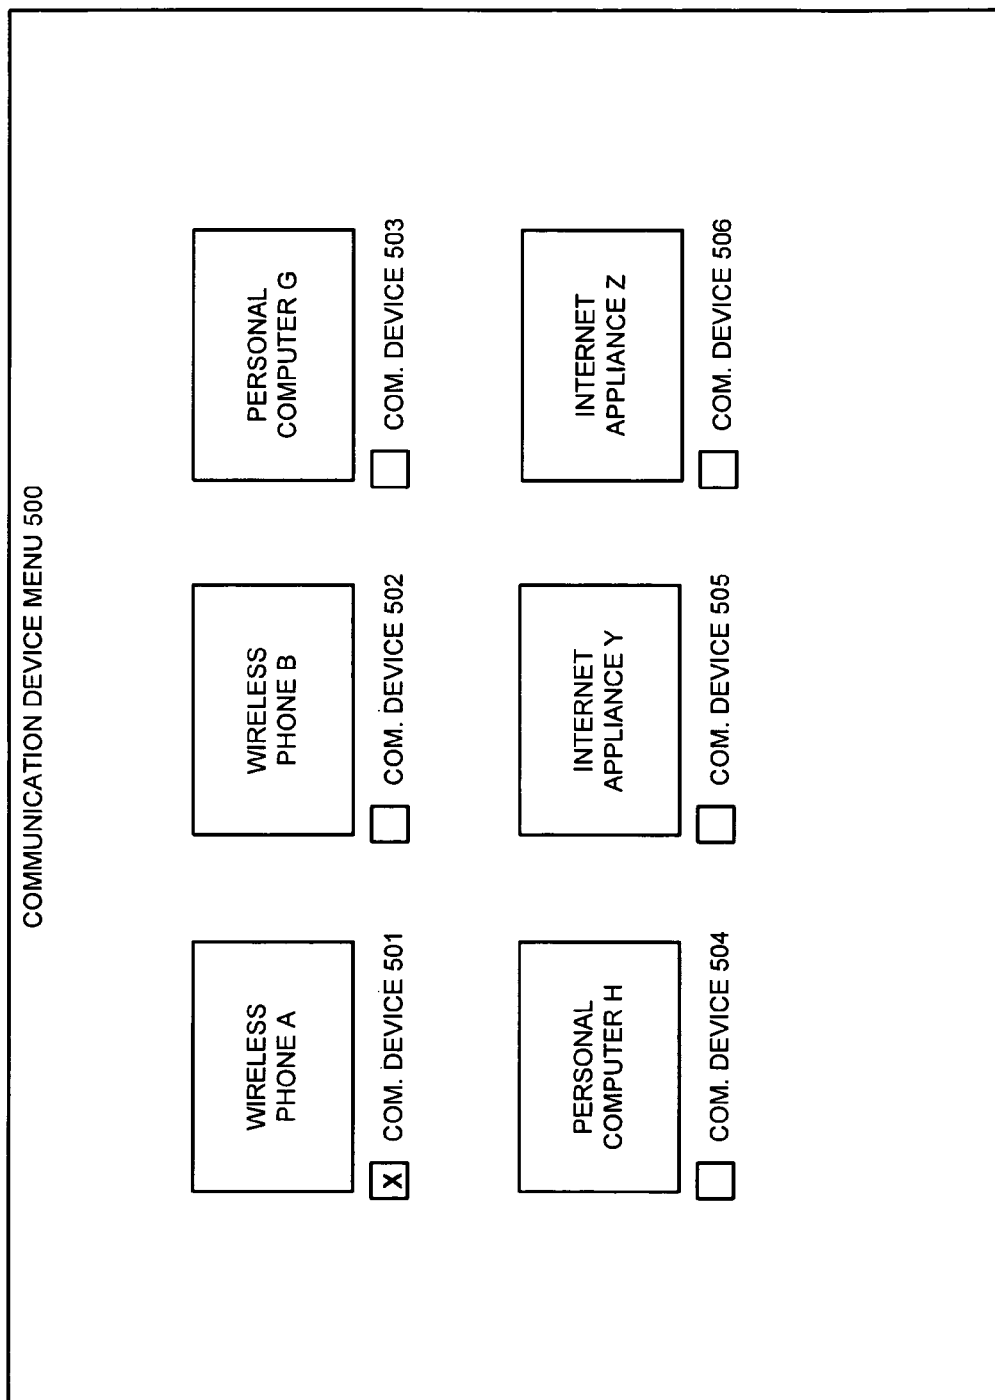 COMMUNICATION DEVICE MENU 500
WIRELESS
PHONE A
X COM. DEVICE 501
WIRELESS
PHONE B
COM. DEVICE 502
PERSONAL
COMPUTER G
COM. DEVICE 503
PERSONAL
COMPUTER H
COM. DEVICE 504
INTERNET
APPLIANCE Y
COM. DEVICE 505
INTERNET
APPLIANCE Z
COM. DEVICE 506